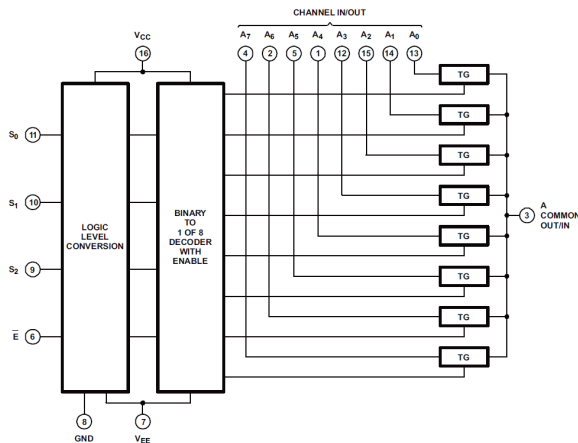 CHANNEL IN/OUT
VCC A7 A6 A5 A4 A3 A2 A1 A0
16 4 2 5 1 12 15 14 13
TG
TG
S0 11
TG
S1 10
LOGIC
LEVEL
CONVERSION
BINARY
TO
1 OF 8
DECODER
WITH
ENABLE
TG
3 A
COMMON
OUT/IN
TG
S2 9
TG
E̅ 6
TG
TG
8 7
GND VEE